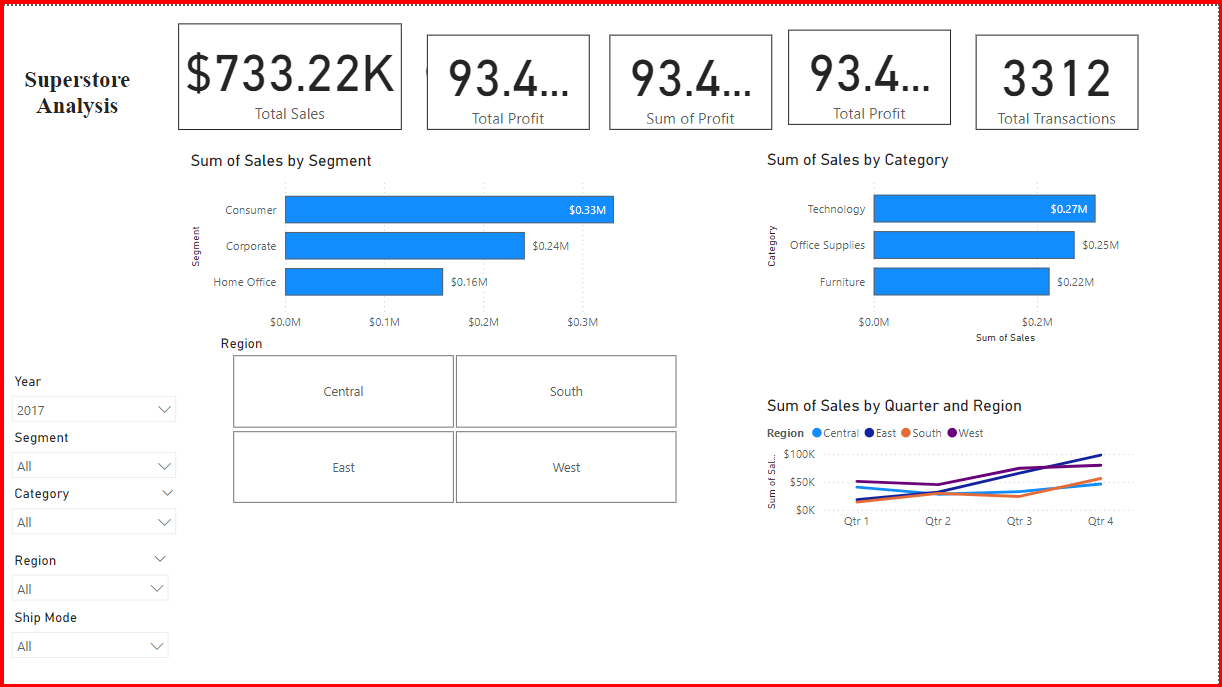 Superstore
Analysis
$733.22K
Total Sales
93.4...
Total Profit
93.4...
Sum of Profit
93.4...
Total Profit
3312
Total Transactions
Sum of Sales by Segment
Segment
Consumer
$0.33M
Corporate
$0.24M
Home Office
$0.16M
$0.0M
$0.1M
$0.2M
$0.3M
Sum of Sales by Category
Category
Technology
$0.27M
Office Supplies
$0.25M
Furniture
$0.22M
$0.0M
$0.2M
Sum of Sales
Region
Central
South
East
West
Year
2017
Segment
All
Category
All
Region
All
Ship Mode
All
Sum of Sales by Quarter and Region
Region Central East South West
Sum of Sal...
$100K
$50K
$0K
Qtr 1
Qtr 2
Qtr 3
Qtr 4